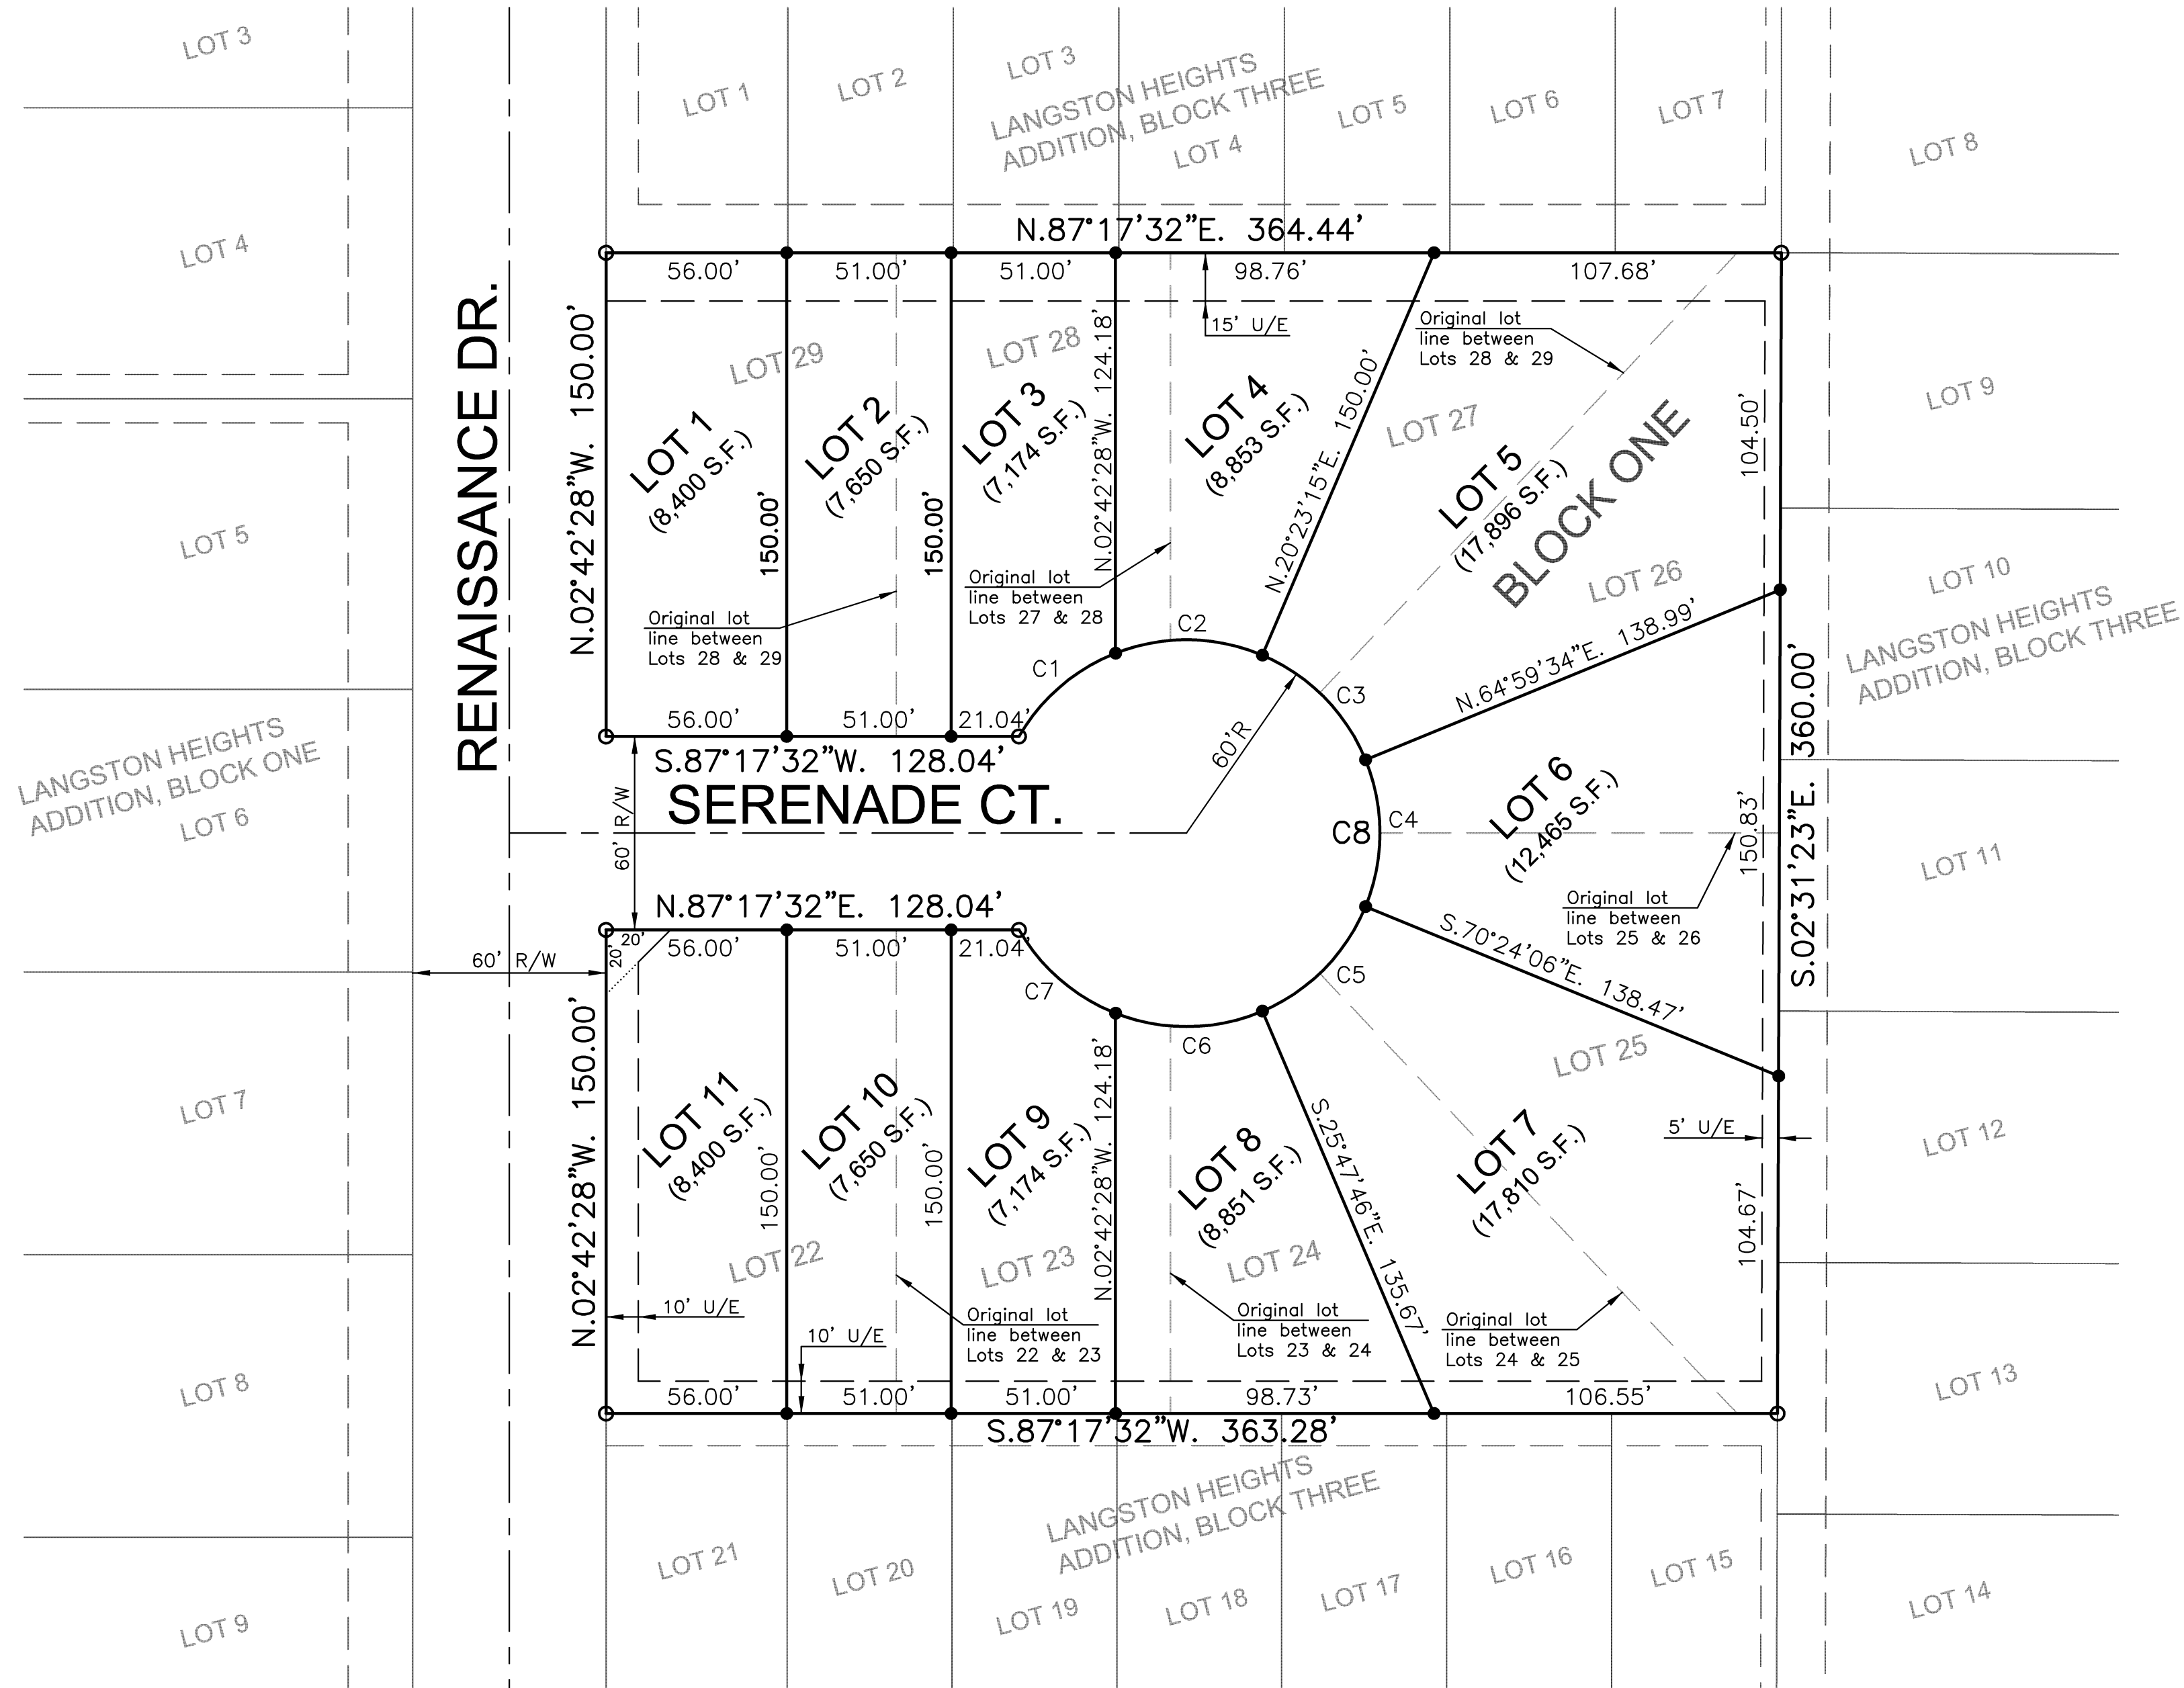 LOT 3
LOT 4
LOT 5
LANGSTON HEIGHTS
ADDITION, BLOCK ONE
LOT 6
LOT 7
LOT 8
LOT 9
RENAISSANCE DR.
LOT 1
LOT 2
LOT 3
LANGSTON HEIGHTS
ADDITION, BLOCK THREE
LOT 4
LOT 5
LOT 6
LOT 7
LOT 8
LOT 9
LOT 10
LANGSTON HEIGHTS
ADDITION, BLOCK THREE
LOT 11
LOT 12
LOT 13
LOT 14
N.87°17'32"E. 364.44'
56.00'
51.00'
51.00'
98.76'
107.68'
15' U/E
N.02°42'28"W. 150.00'
LOT 29
LOT 28
LOT 27
LOT 26
LOT 1
(8,400 S.F.)
150.00'
LOT 2
(7,650 S.F.)
150.00'
LOT 3
(7,174 S.F.)
N.02°42'28"W. 124.18'
LOT 4
(8,853 S.F.)
N.20°23'15"E. 150.00'
Original lot
line between
Lots 28 & 29
LOT 5
(17,896 S.F.)
BLOCK ONE
104.50'
Original lot
line between
Lots 28 & 29
Original lot
line between
Lots 27 & 28
C1
C2
C3
N.64°59'34"E. 138.99'
56.00'
51.00'
21.04'
S.87°17'32"W. 128.04'
60'R
SERENADE CT.
60' R/W
C8
C4
LOT 6
(12,465 S.F.)
150.83'
S.02°31'23"E. 360.00'
Original lot
line between
Lots 25 & 26
N.87°17'32"E. 128.04'
20'
20'
56.00'
51.00'
21.04'
60' R/W
C7
C6
C5
S.70°24'06"E. 138.47'
LOT 25
N.02°42'28"W. 150.00'
LOT 11
(8,400 S.F.)
150.00'
LOT 10
(7,650 S.F.)
150.00'
LOT 9
(7,174 S.F.)
N.02°42'28"W. 124.18'
LOT 8
(8,851 S.F.)
S.25°47'46"E. 135.67'
LOT 7
(17,810 S.F.)
5' U/E
104.67'
LOT 22
LOT 23
LOT 24
10' U/E
10' U/E
Original lot
line between
Lots 22 & 23
Original lot
line between
Lots 23 & 24
Original lot
line between
Lots 24 & 25
56.00'
51.00'
51.00'
98.73'
106.55'
S.87°17'32"W. 363.28'
LANGSTON HEIGHTS
ADDITION, BLOCK THREE
LOT 21
LOT 20
LOT 19
LOT 18
LOT 17
LOT 16
LOT 15